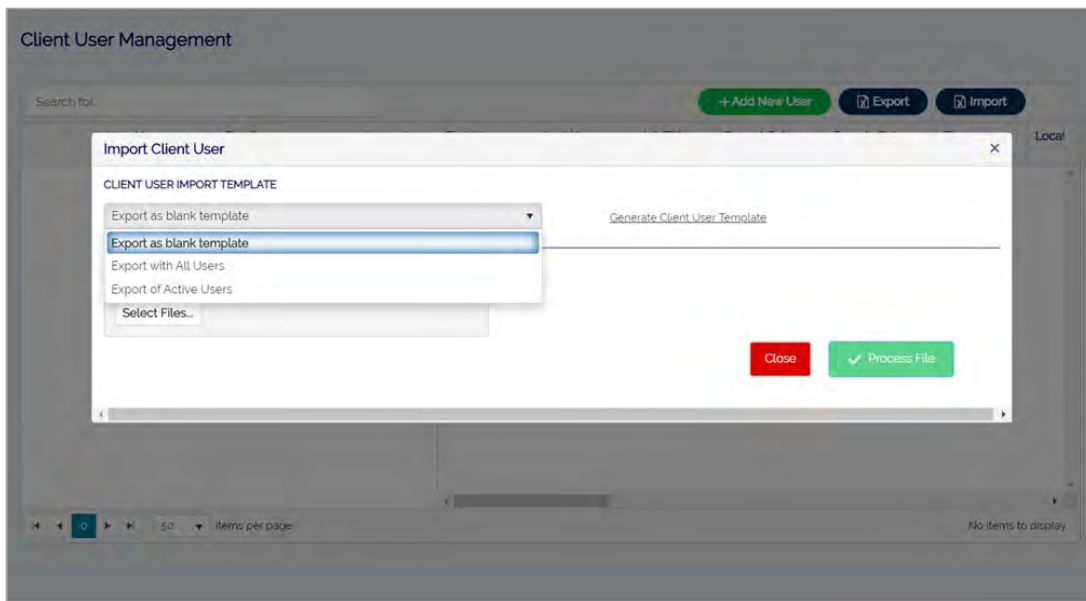 Client User Management
Search for.
+ Add New User Export Import
Local
Import Client User ×
CLIENT USER IMPORT TEMPLATE
Export as blank template Generate Client User Template
Export as blank template
Export with All Users
Export of Active Users
Select Files...
Close Process File
0 50 items per page No items to display